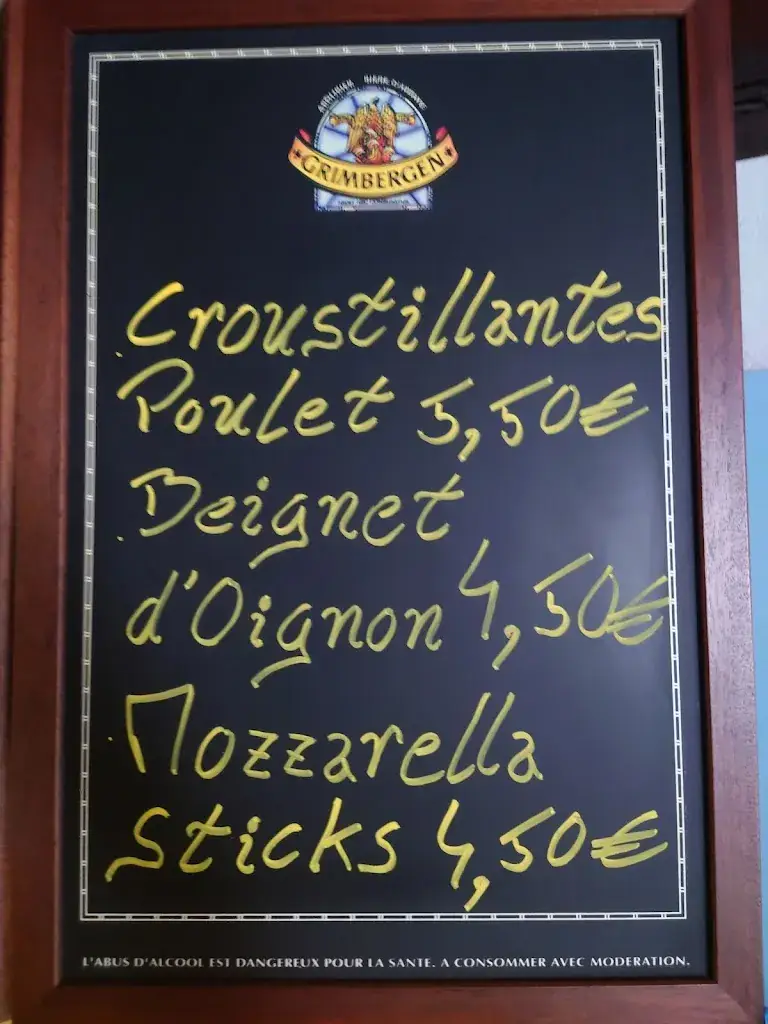 GRIMBERGEN
Croustillantes
Poulet 5,50€
Beignet
d'Oignon 4,50€
Mozzarella
Sticks 4,50€
L'ABUS D'ALCOOL EST DANGEREUX POUR LA SANTE. A CONSOMMER AVEC MODERATION.